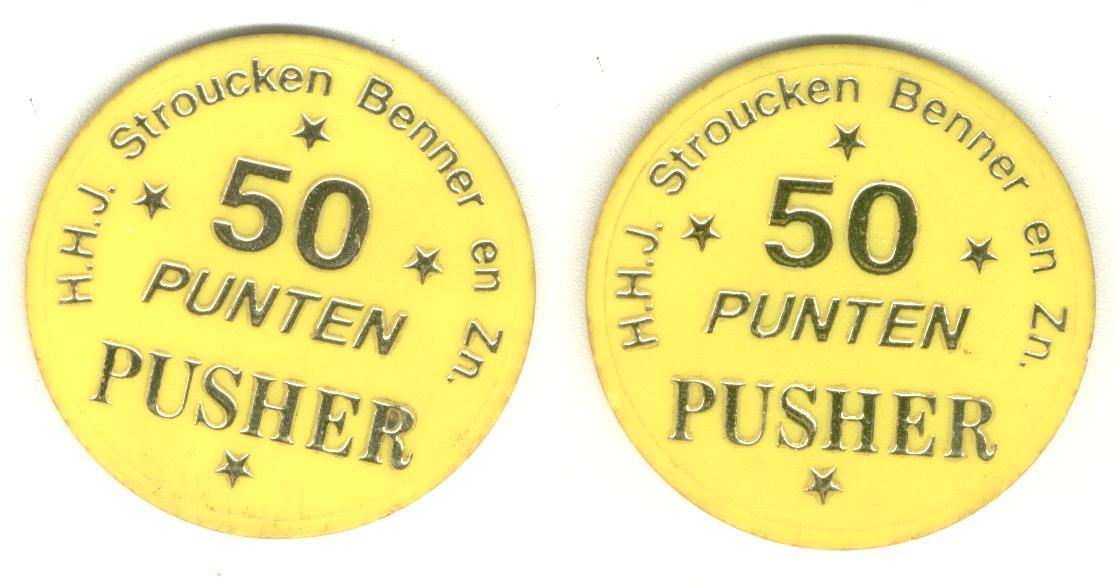 H.H.J. Stroucken Benner en Zn.
50
PUNTEN
PUSHER
H.H.J. Stroucken Benner en Zn.
50
PUNTEN
PUSHER